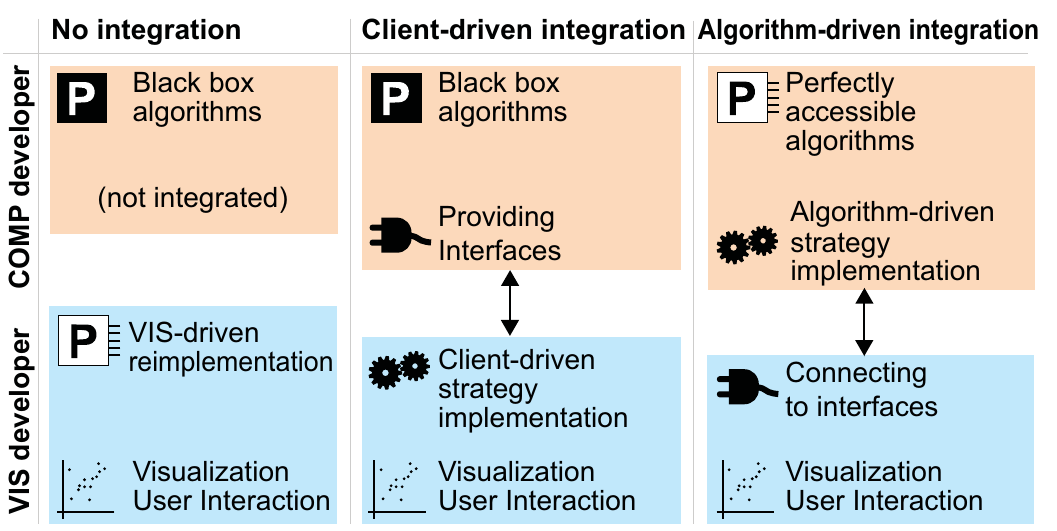 No integration
Client-driven integration
Algorithm-driven integration
COMP developer
P
Black box
algorithms
(not integrated)
P
Black box
algorithms
Providing
Interfaces
P
Perfectly
accessible
algorithms
Algorithm-driven
strategy
implementation
VIS developer
P
VIS-driven
reimplementation
Visualization
User Interaction
Client-driven
strategy
implementation
Visualization
User Interaction
Connecting
to interfaces
Visualization
User Interaction